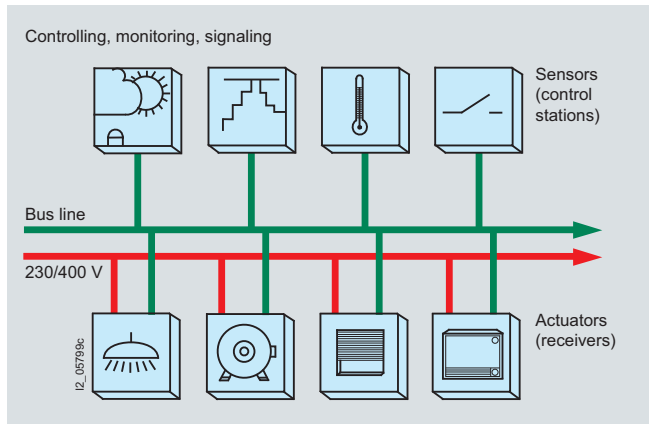 Controlling, monitoring, signaling
Sensors
(control
stations)
Bus line
230/400 V
Actuators
(receivers)
I2_05799c